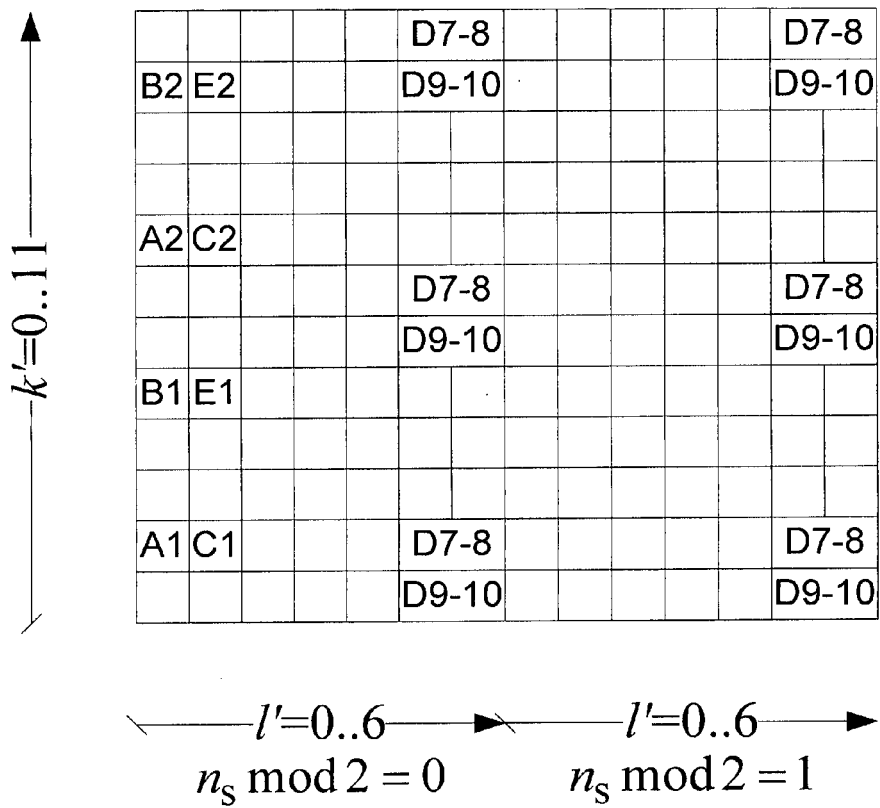 D7-8 D7-8
B2 E2 D9-10 D9-10
A2 C2
D7-8 D7-8
D9-10 D9-10
B1 E1
A1 C1 D7-8 D7-8
D9-10 D9-10
k'=0..11
l'=0..6 l'=0..6
n_s mod 2 = 0 n_s mod 2 = 1